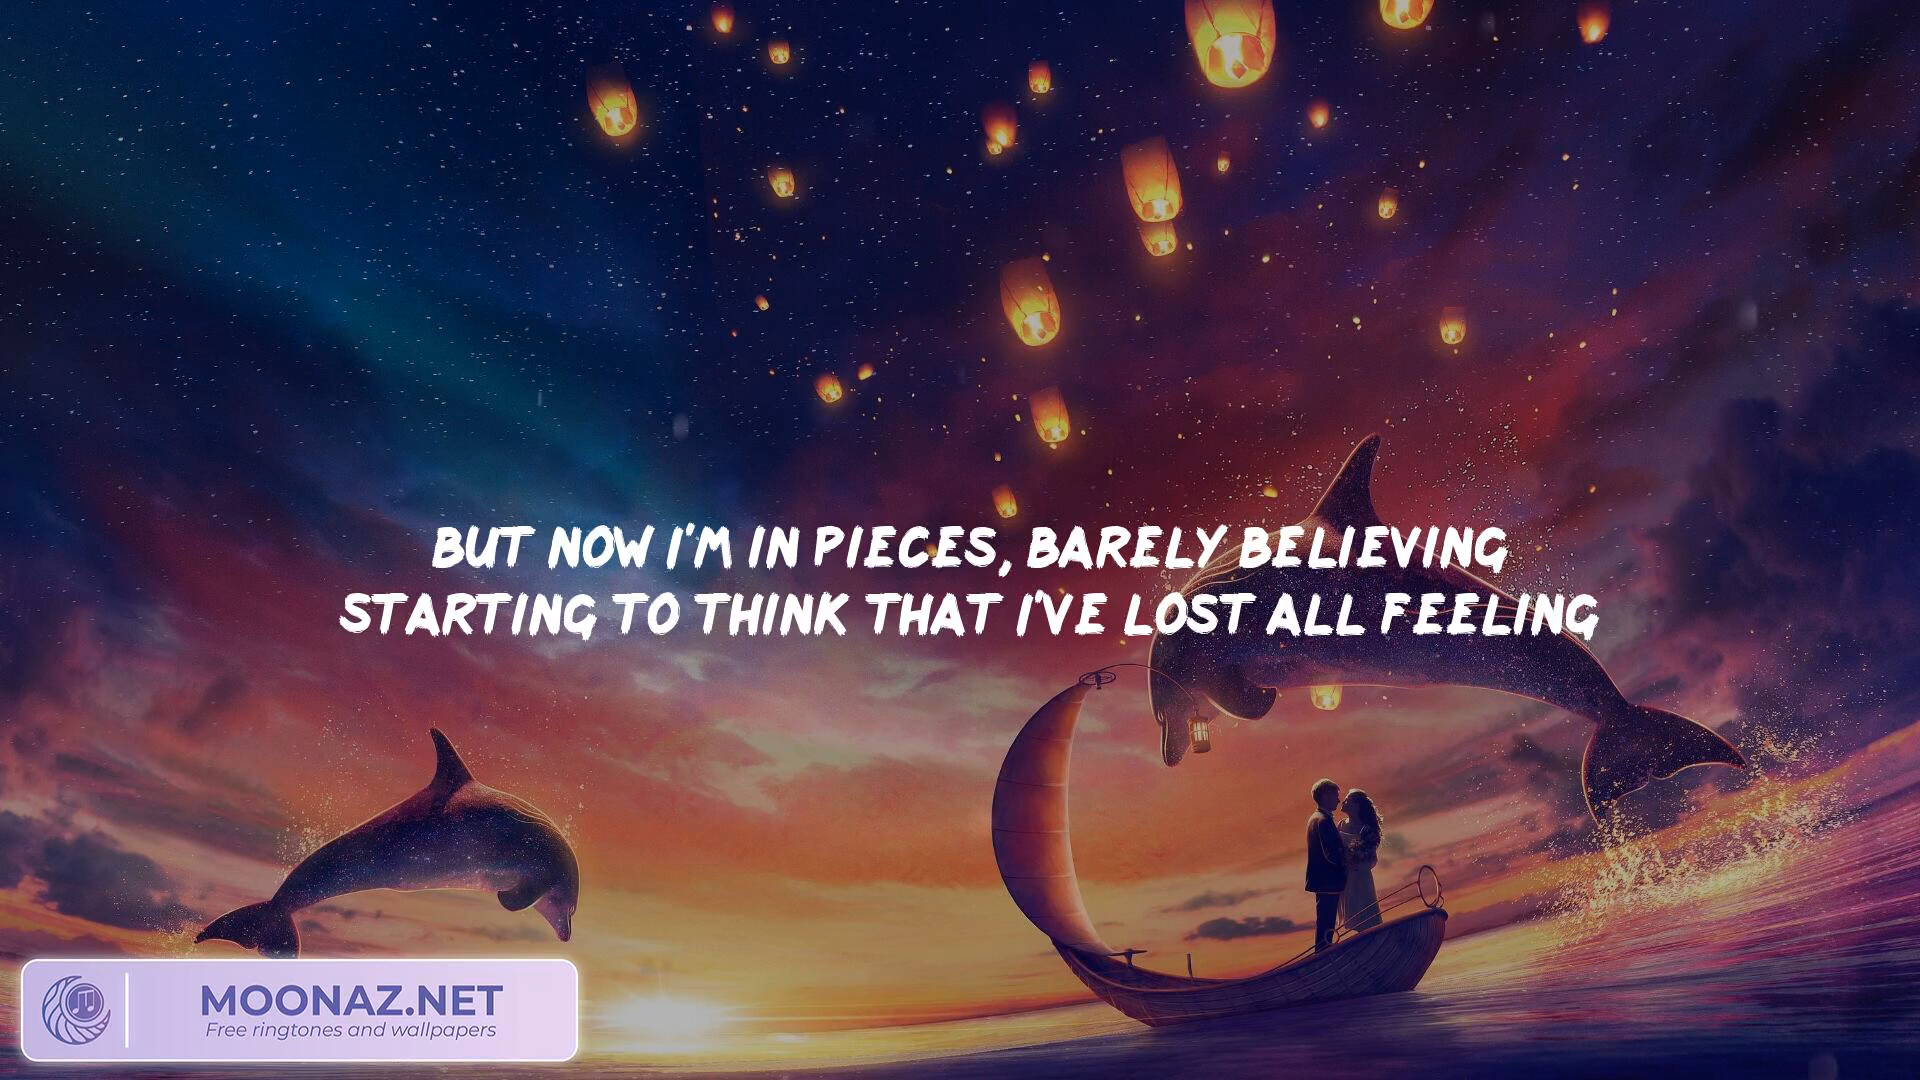 BUT NOW I'M IN PIECES, BARELY BELIEVING
STARTING TO THINK THAT I'VE LOST ALL FEELING
MOONAZ.NET
Free ringtones and wallpapers